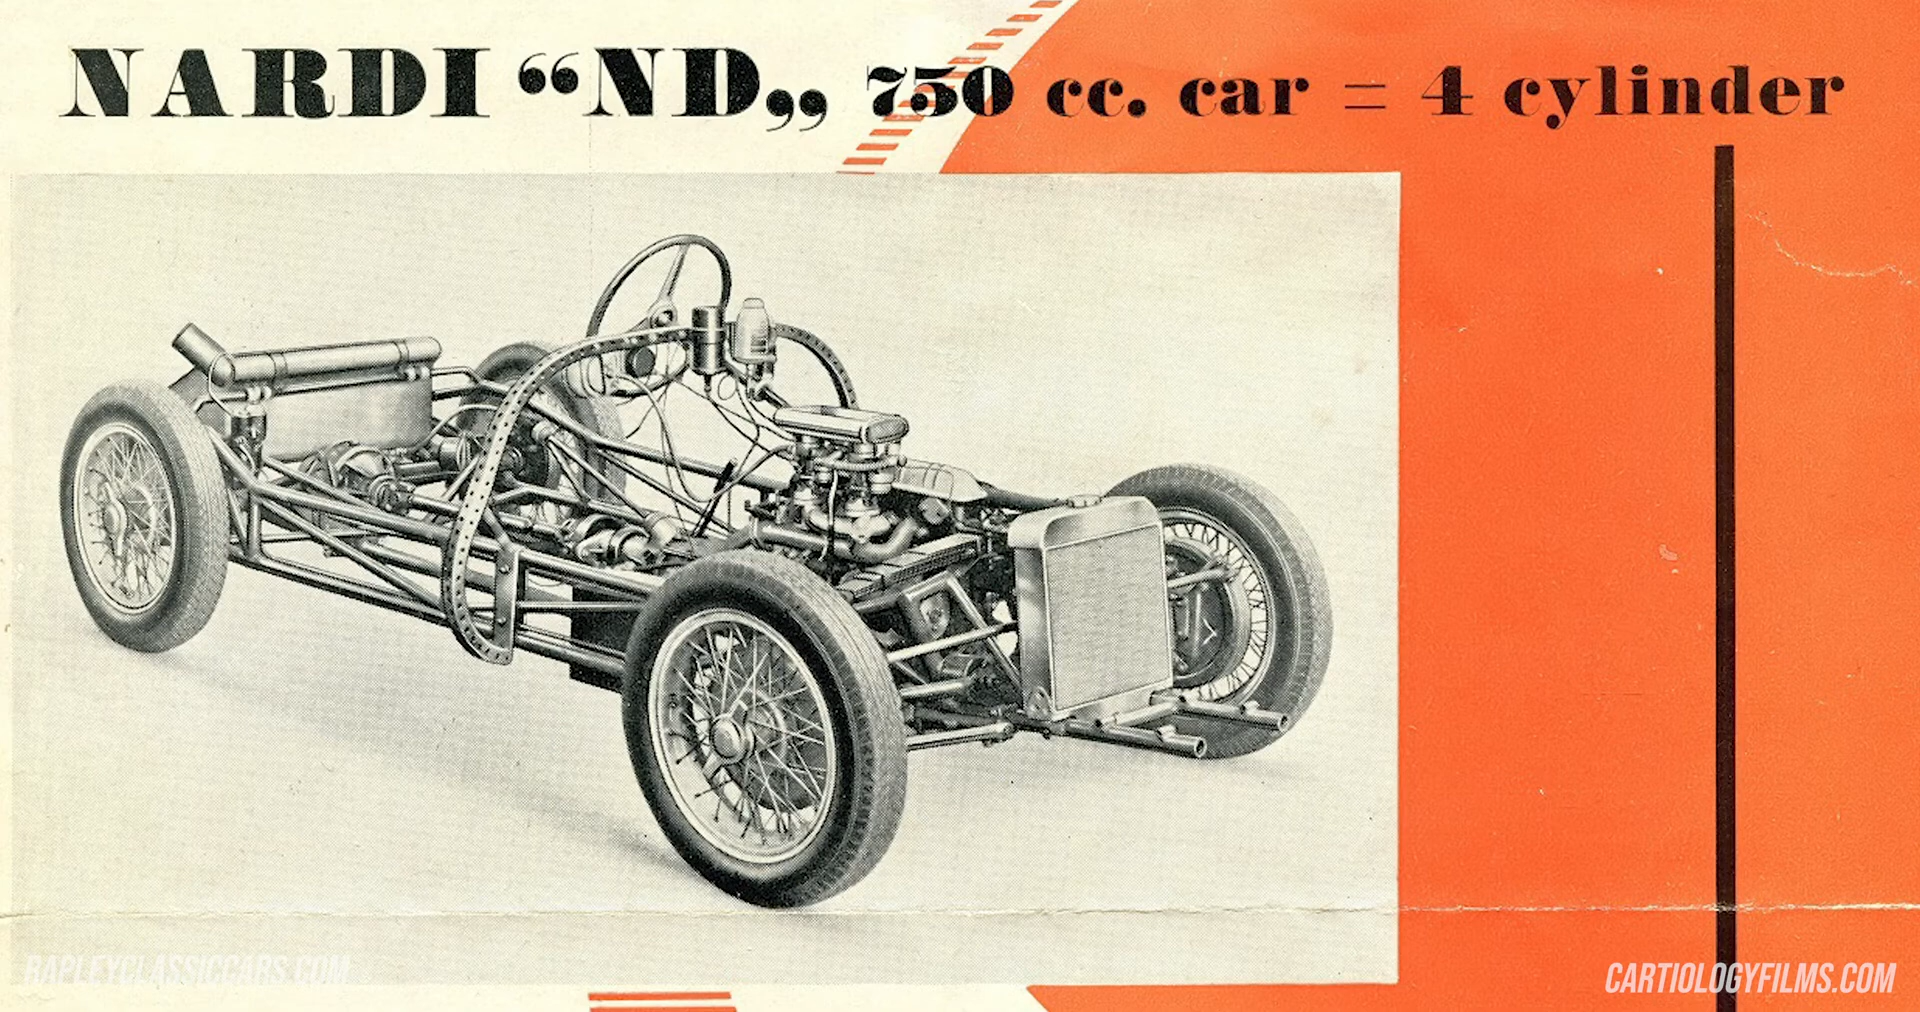 NARDI “ND„ 750 cc. car = 4 cylinder
RAPLEYCLASSICCARS.COM
CARTIOLOGYFILMS.COM